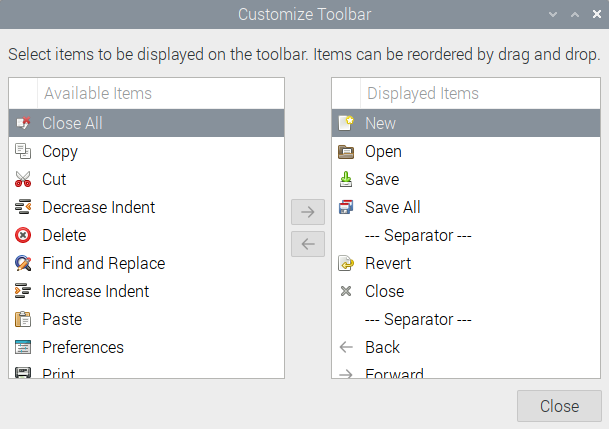 Customize Toolbar
Select items to be displayed on the toolbar. Items can be reordered by drag and drop.
Available Items
Close All
Copy
Cut
Decrease Indent
Delete
Find and Replace
Increase Indent
Paste
Preferences
Print
Displayed Items
New
Open
Save
Save All
--- Separator ---
Revert
Close
--- Separator ---
Back
Forward
Close